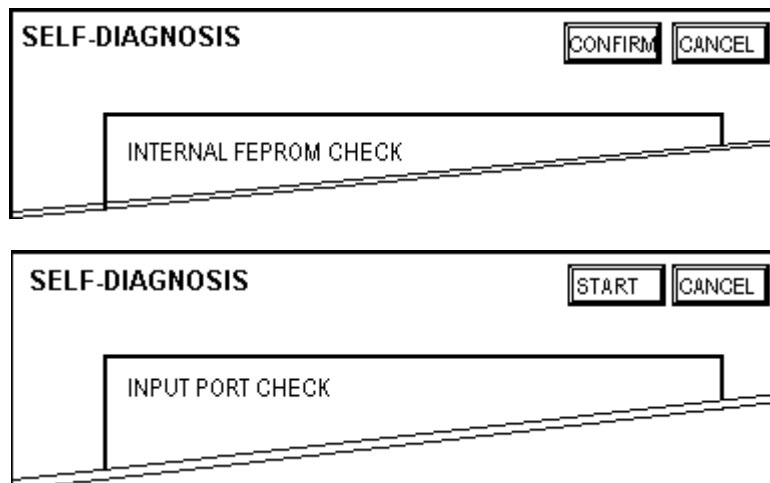 SELF-DIAGNOSIS CONFIRM CANCEL
INTERNAL FEPROM CHECK
SELF-DIAGNOSIS START CANCEL
INPUT PORT CHECK